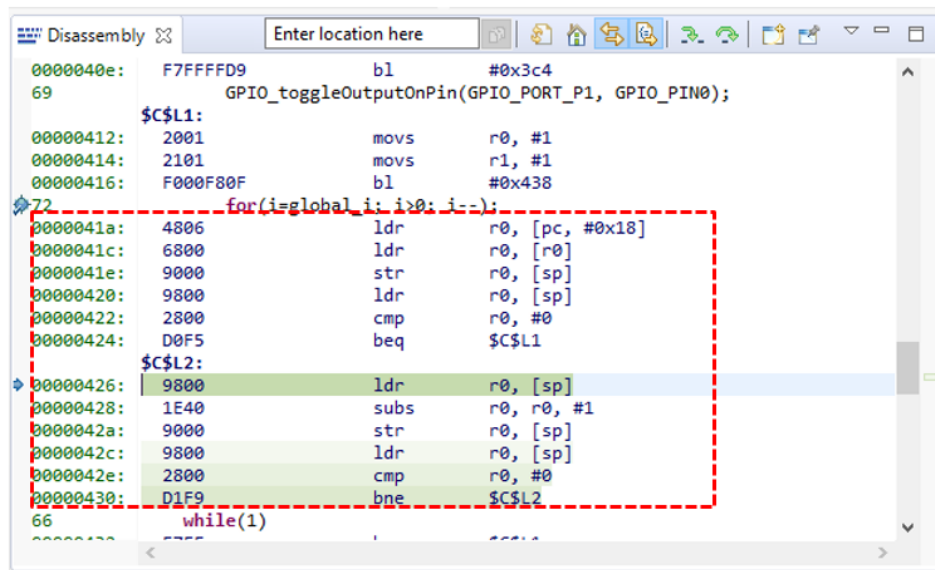 Disassembly
Enter location here
0000040e: F7FFFFD9 bl #0x3c4
69 GPIO_toggleOutputOnPin(GPIO_PORT_P1, GPIO_PIN0);
$C$L1:
00000412: 2001 movs r0, #1
00000414: 2101 movs r1, #1
00000416: F000F80F bl #0x438
72 for(i=global_i; i>0; i--);
0000041a: 4806 ldr r0, [pc, #0x18]
0000041c: 6800 ldr r0, [r0]
0000041e: 9000 str r0, [sp]
00000420: 9800 ldr r0, [sp]
00000422: 2800 cmp r0, #0
00000424: D0F5 beq $C$L1
$C$L2:
00000426: 9800 ldr r0, [sp]
00000428: 1E40 subs r0, r0, #1
0000042a: 9000 str r0, [sp]
0000042c: 9800 ldr r0, [sp]
0000042e: 2800 cmp r0, #0
00000430: D1F9 bne $C$L2
66 while(1)